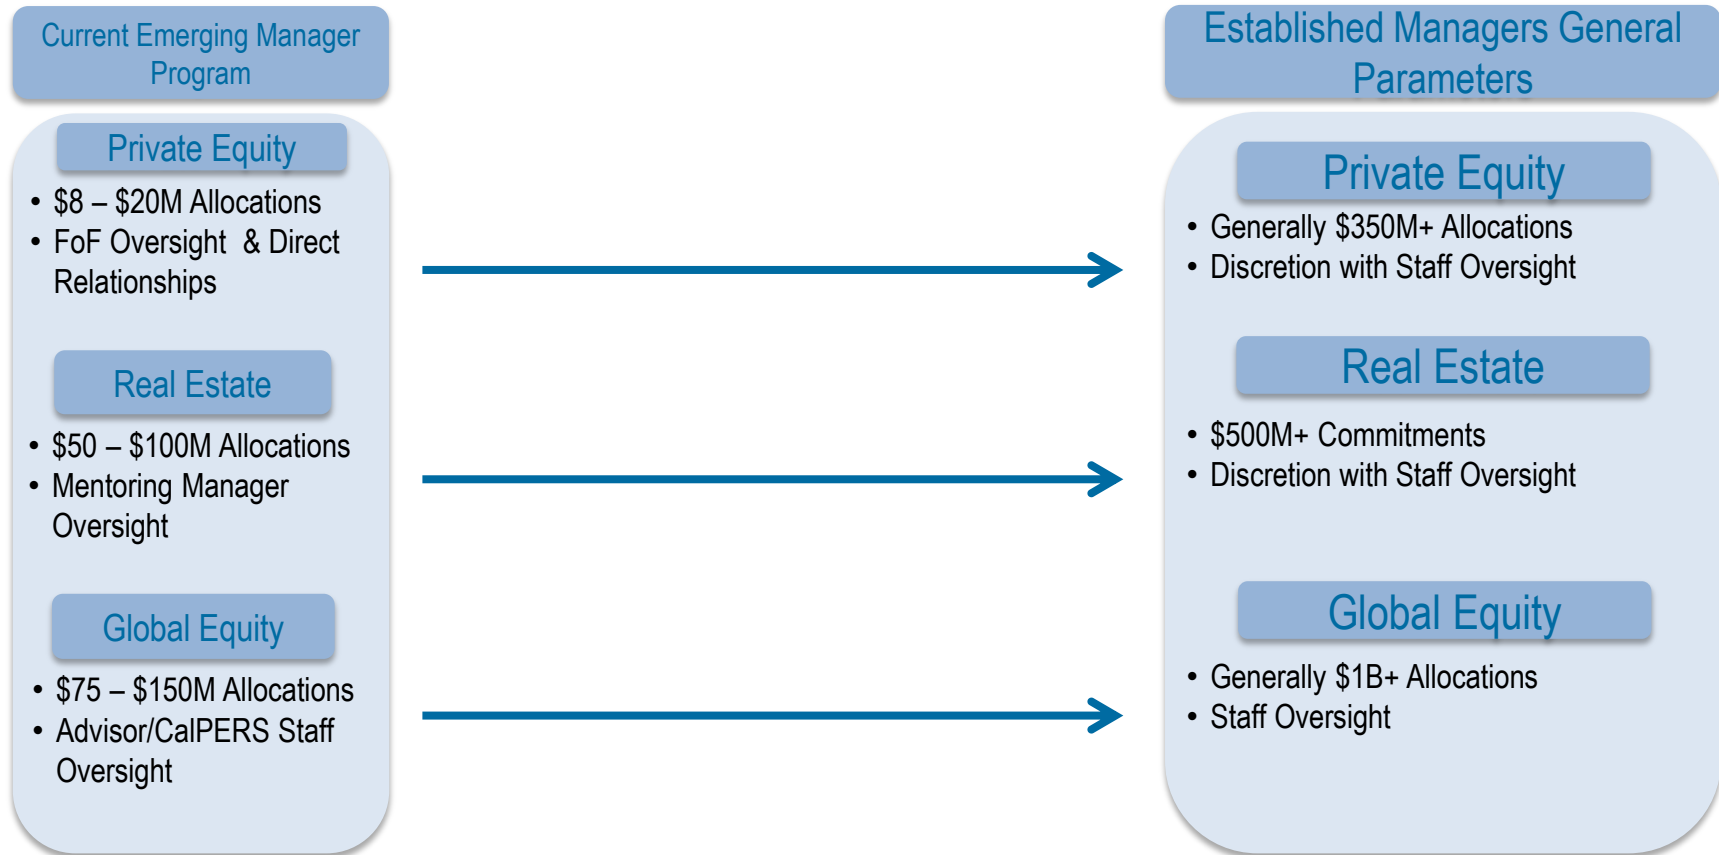 Current Emerging Manager
Program
Private Equity
• $8 – $20M Allocations
• FoF Oversight & Direct
Relationships
Real Estate
• $50 – $100M Allocations
• Mentoring Manager
Oversight
Global Equity
• $75 – $150M Allocations
• Advisor/CalPERS Staff
Oversight
Established Managers General
Parameters
Private Equity
• Generally $350M+ Allocations
• Discretion with Staff Oversight
Real Estate
• $500M+ Commitments
• Discretion with Staff Oversight
Global Equity
• Generally $1B+ Allocations
• Staff Oversight